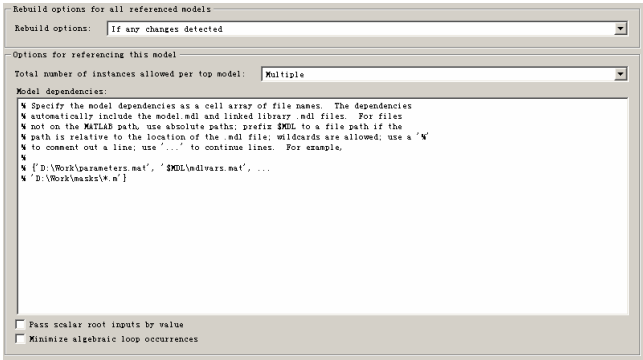 Rebuild options for all referenced models
Rebuild options: If any changes detected
Options for referencing this model
Total number of instances allowed per top model: Multiple
Model dependencies:
% Specify the model dependencies as a cell array of file names. The dependencies
% automatically include the model.mdl and linked library .mdl files. For files
% not on the MATLAB path, use absolute paths; prefix $MDL to a file path if the
% path is relative to the location of the .mdl file; wildcards are allowed; use a '%'
% to comment out a line; use '...' to continue lines. For example,
%
% {'D:\Work\parameters.mat', '$MDL\mdlvars.mat', ...
% 'D:\Work\masks\*.m'}
Pass scalar root inputs by value
Minimize algebraic loop occurrences